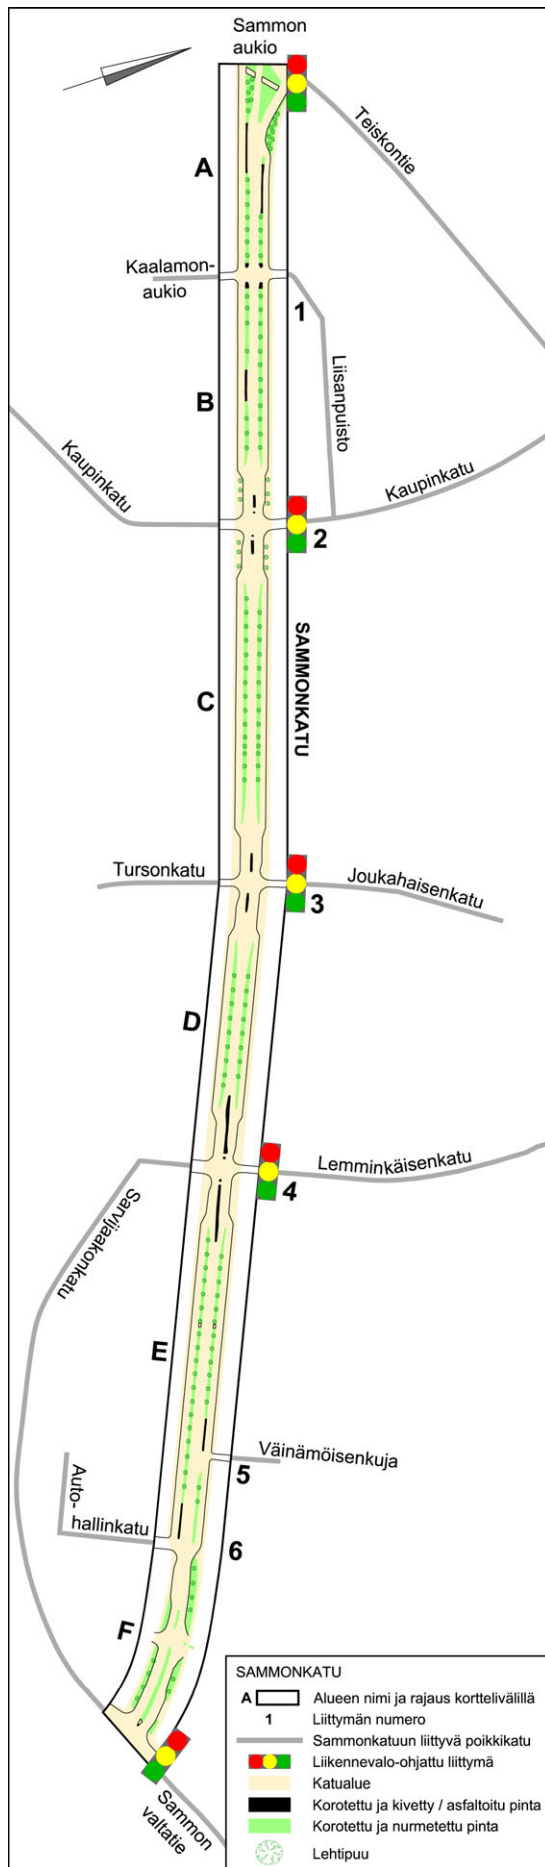 Sammon
aukio
Teiskontie
A
Kaalamon-
aukio
1
Liisanpuisto
B
Kaupinkatu
Kaupinkatu
2
SAMMONKATU
C
Tursonkatu
Joukahaisenkatu
3
D
Lemminkäisenkatu
4
Sarvijaakonkatu
E
Väinämöisenkuja
5
Auto-
hallinkatu
6
F
Sammon
valtatie
SAMMONKATU
A Alueen nimi ja rajaus korttelivälillä
1 Liittymän numero
Sammonkatuun liittyvä poikkikatu
Liikennevalo-ohjattu liittymä
Katualue
Korotettu ja kivetty / asfaltoitu pinta
Korotettu ja nurmetettu pinta
Lehtipuu